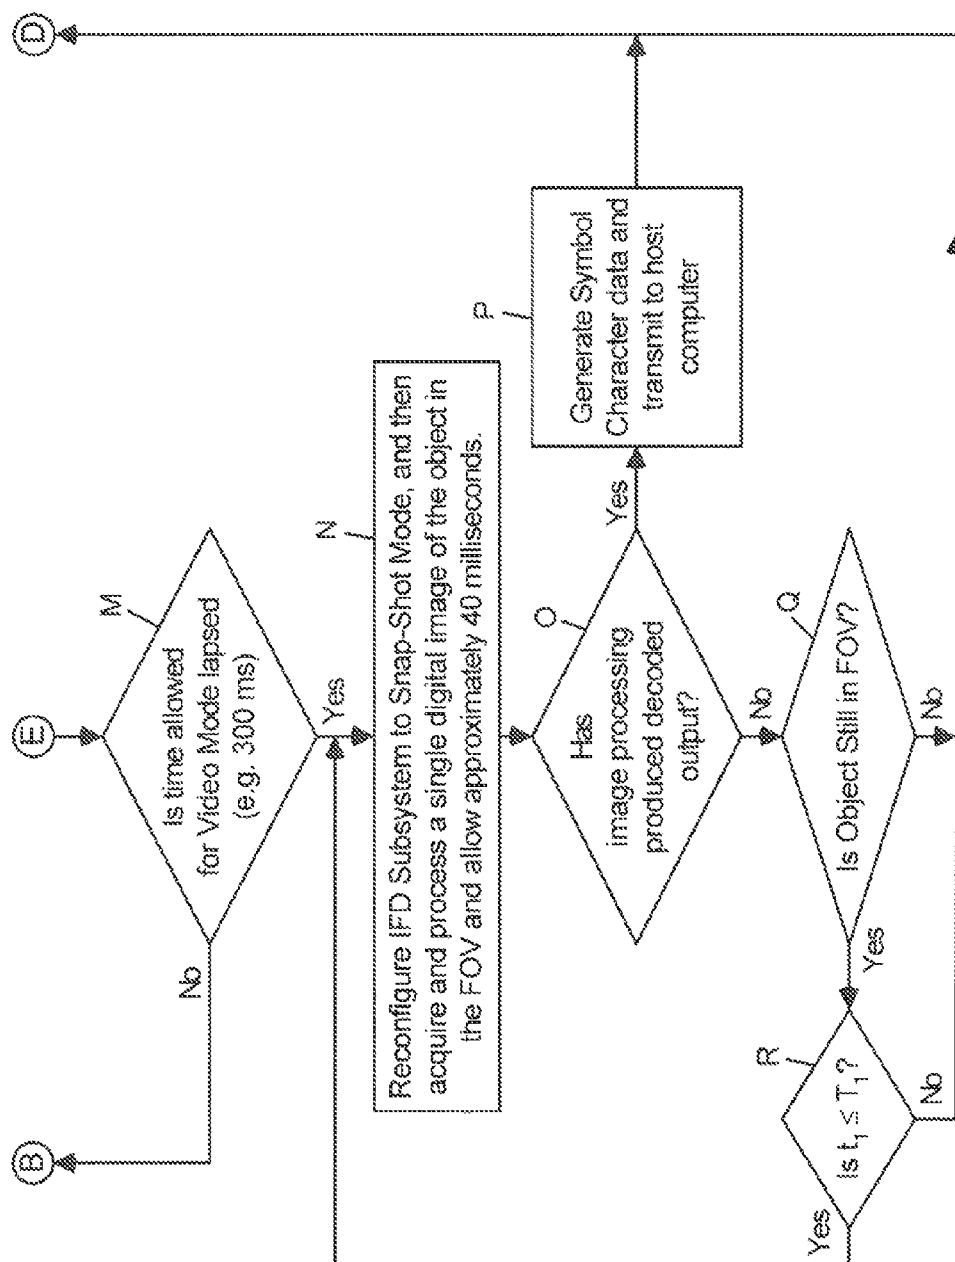 E
M
Is time allowed
for Video Mode lapsed
(e.g. 300 ms)
No
B
Yes
N
Reconfigure IFD Subsystem to Snap-Shot Mode, and then
acquire and process a single digital image of the object in
the FOV and allow approximately 40 milliseconds.
O
Has
image processing
produced decoded
output?
Yes
P
Generate Symbol
Character data and
transmit to host
computer
D
No
Q
Is Object Still in FOV?
No
Yes
R
Is t₁ ≤ T₁?
No
Yes